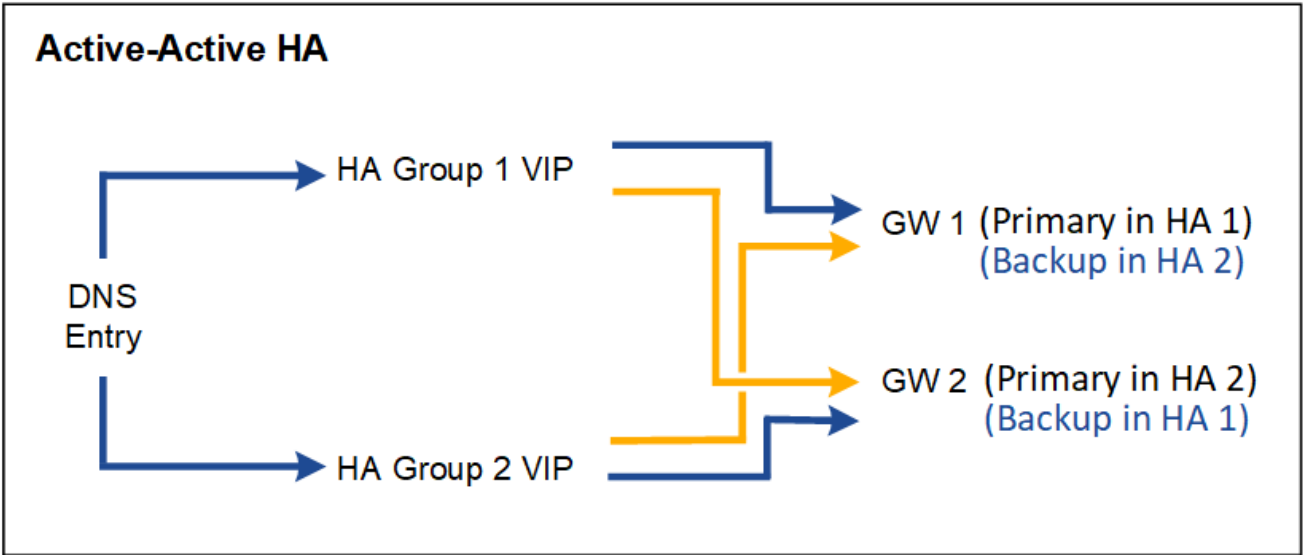 Active-Active HA
HA Group 1 VIP
GW 1 (Primary in HA 1)
(Backup in HA 2)
DNS
Entry
GW 2 (Primary in HA 2)
(Backup in HA 1)
HA Group 2 VIP